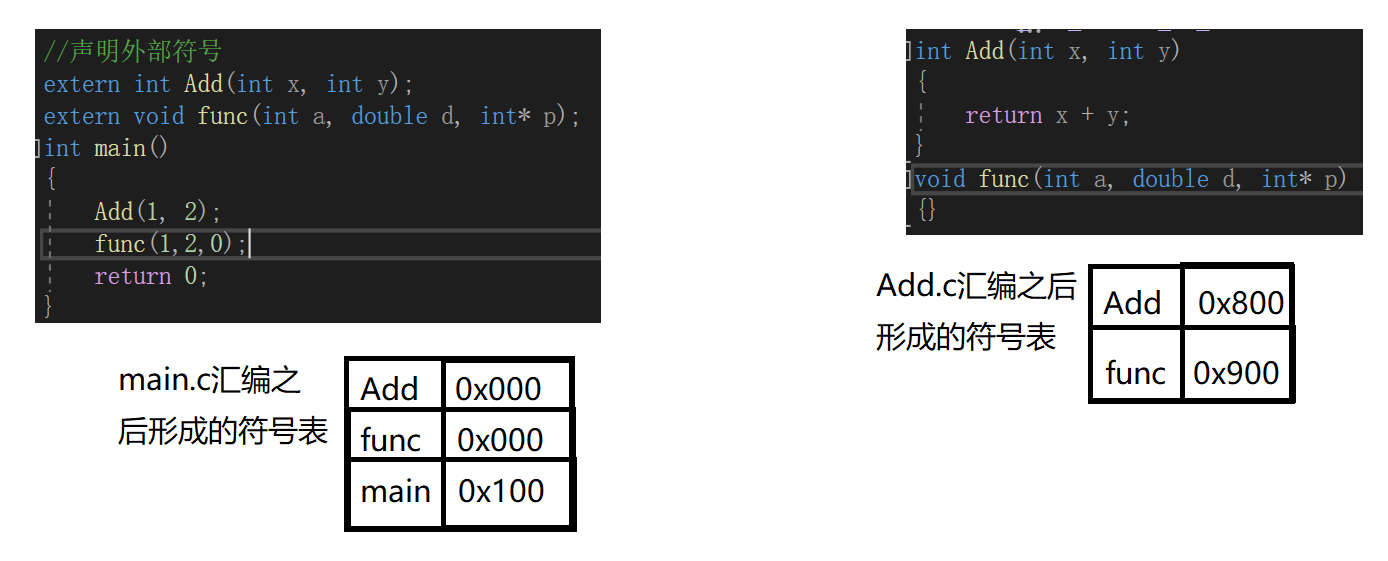 //声明外部符号
extern int Add(int x, int y);
extern void func(int a, double d, int* p);
int main()
{
Add(1, 2);
func(1,2,0);
return 0;
}
int Add(int x, int y)
{
return x + y;
}
void func(int a, double d, int* p)
{}
main.c汇编之
后形成的符号表
Add 0x000
func 0x000
main 0x100
Add.c汇编之后
形成的符号表
Add 0x800
func 0x900